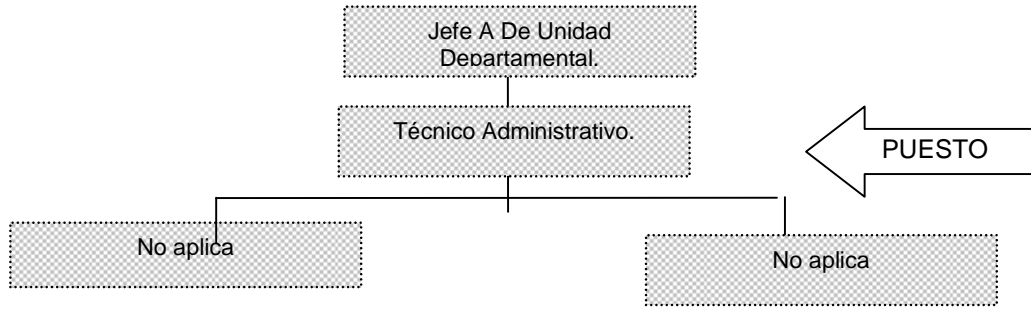 Jefe A De Unidad
Departamental.
Técnico Administrativo.
PUESTO
No aplica
No aplica